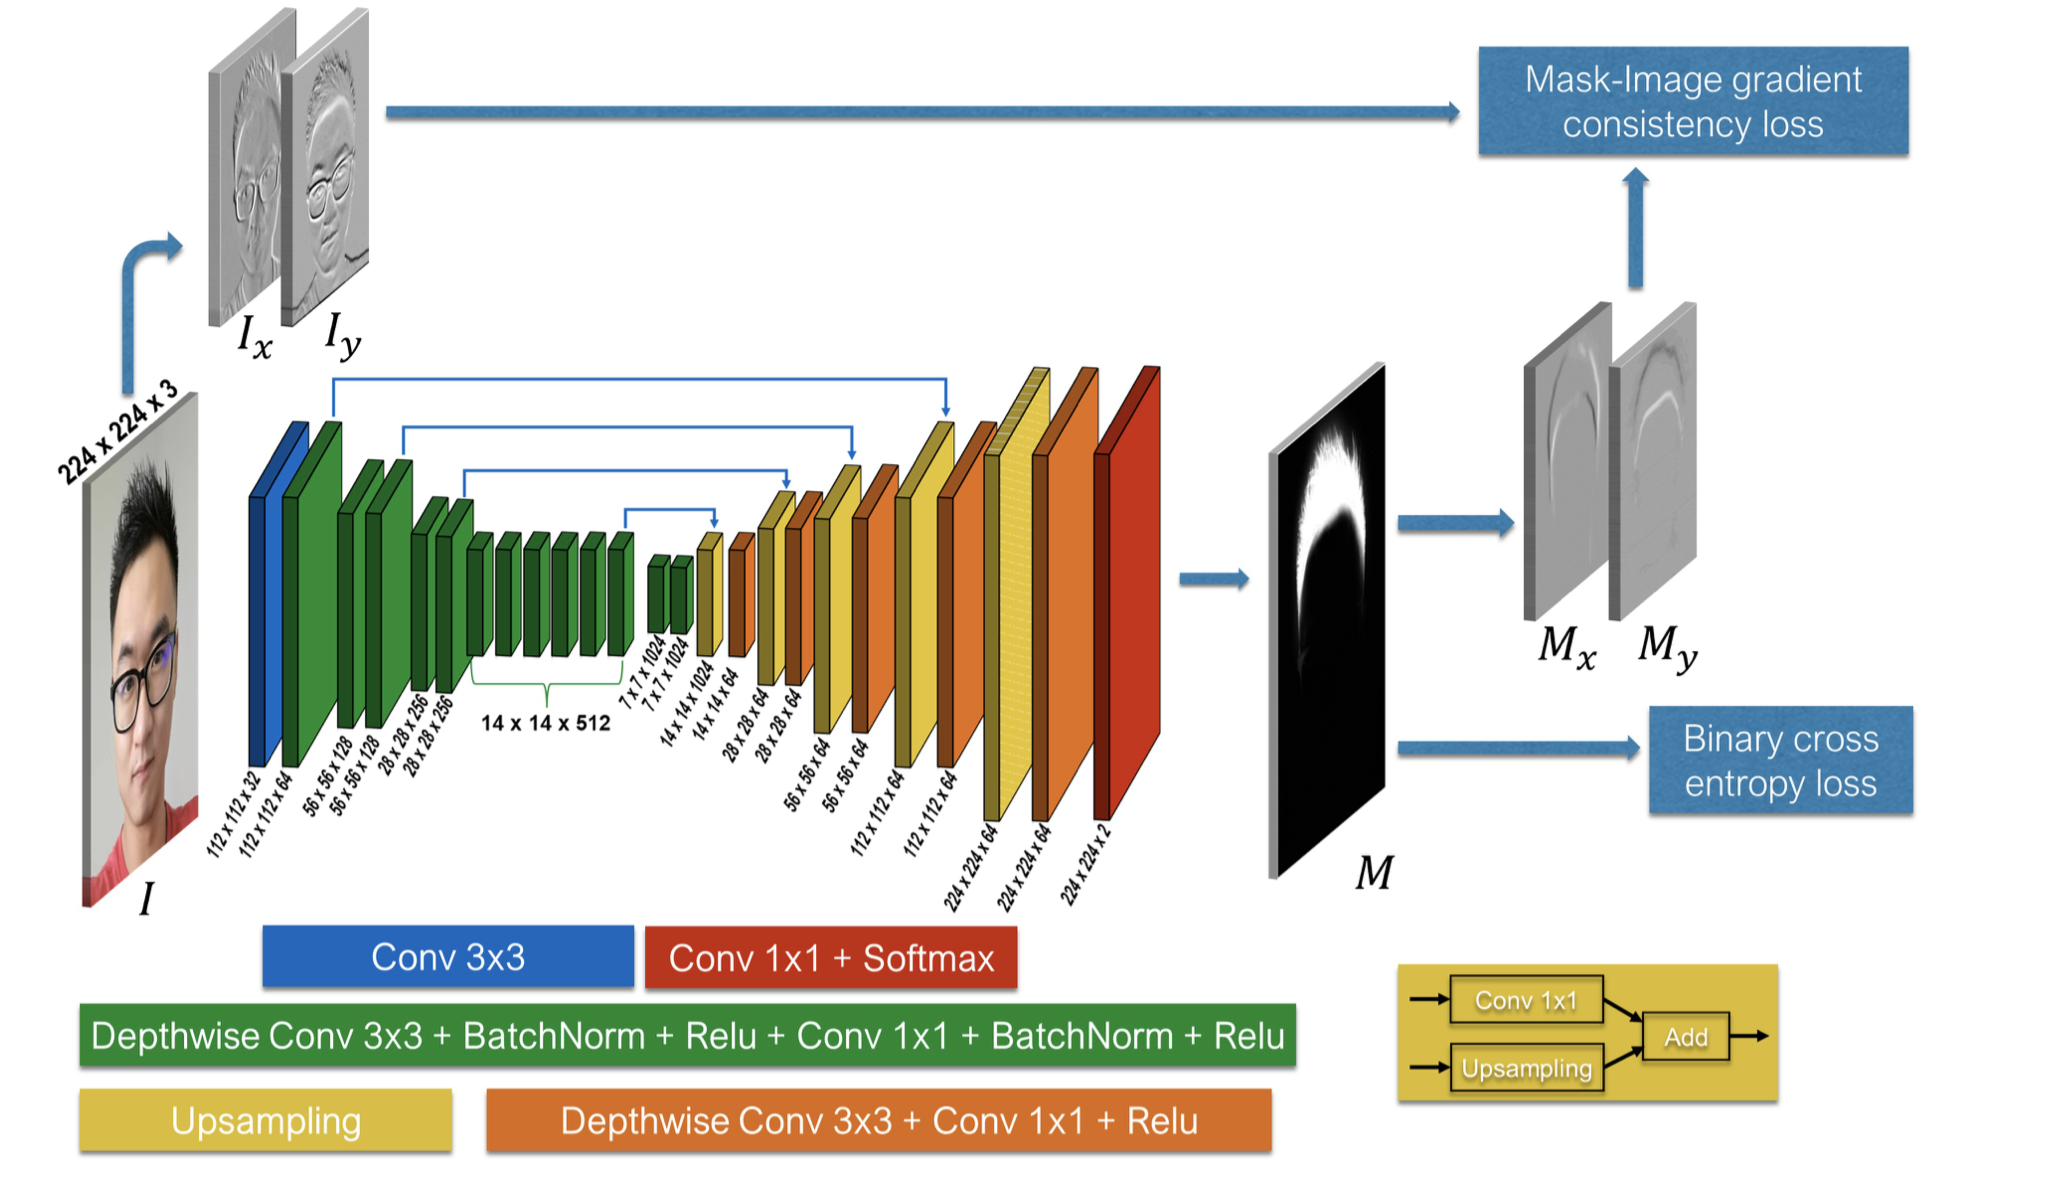 Mask-Image gradient
consistency loss
I_x
I_y
224 x 224 x 3
I
112 x 112 x 32
112 x 112 x 64
56 x 56 x 128
56 x 56 x 128
28 x 28 x 256
28 x 28 x 256
14 x 14 x 512
7 x 7 x 1024
7 x 7 x 1024
14 x 14 x 1024
14 x 14 x 64
28 x 28 x 64
28 x 28 x 64
56 x 56 x 64
56 x 56 x 64
112 x 112 x 64
112 x 112 x 64
224 x 224 x 64
224 x 224 x 64
224 x 224 x 2
M
M_x
M_y
Binary cross
entropy loss
Conv 3x3
Conv 1x1 + Softmax
Depthwise Conv 3x3 + BatchNorm + Relu + Conv 1x1 + BatchNorm + Relu
Upsampling
Depthwise Conv 3x3 + Conv 1x1 + Relu
Conv 1x1
Upsampling
Add